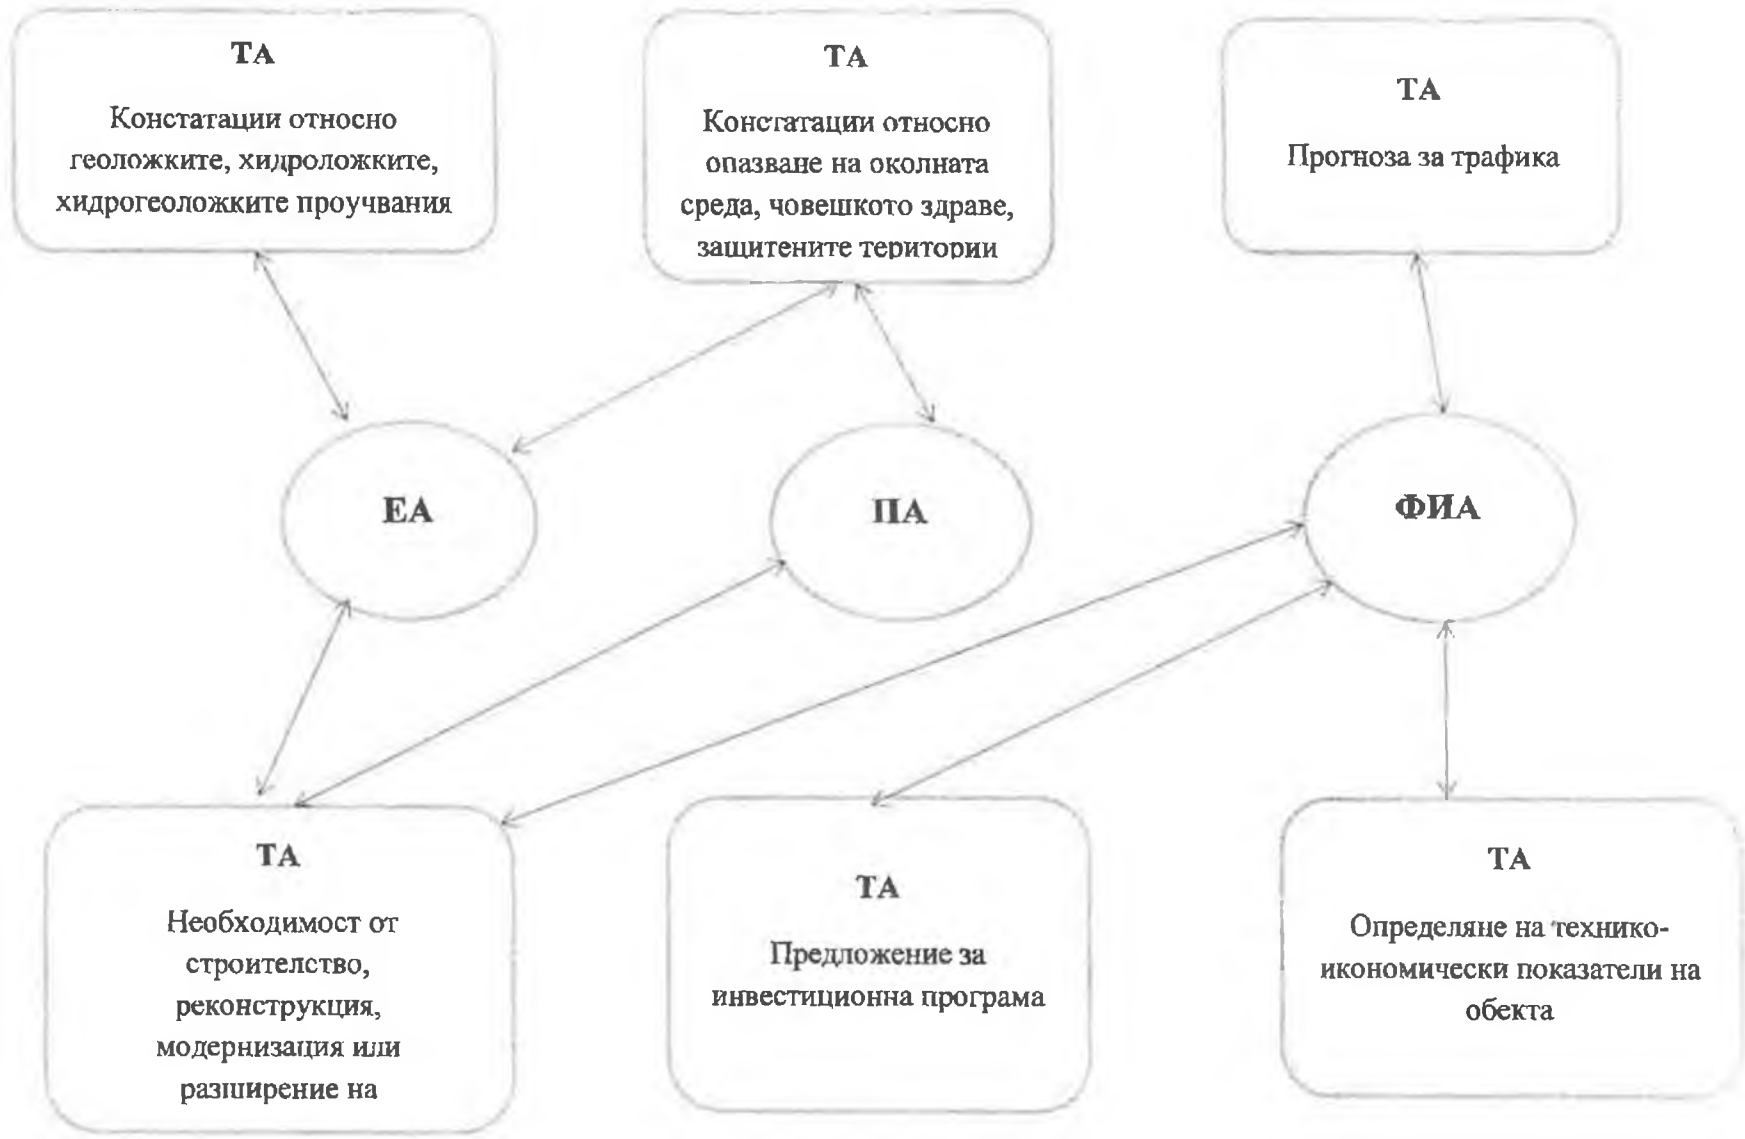 ТА
Констатации относно
геоложките, хидроложките,
хидрогеоложките проучвания
ТА
Констатации относно
опазване на околната
среда, човешкото здраве,
защитените територии
ТА
Прогноза за трафика
ЕА
ПА
ФИА
ТА
Необходимост от
строителство,
реконструкция,
модернизация или
разширение на
ТА
Предложение за
инвестиционна програма
ТА
Определяне на технико-
икономически показатели на
обекта